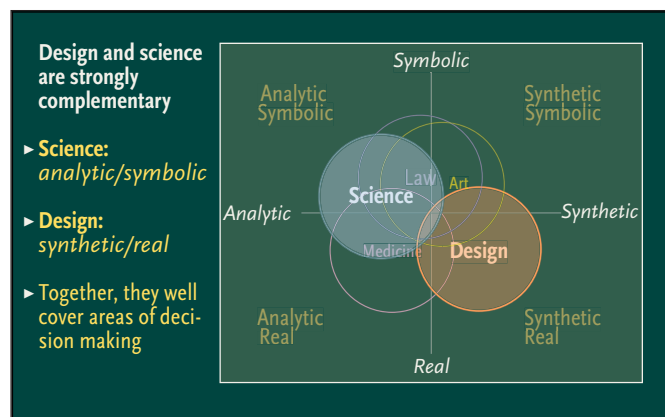 Design and science
are strongly
complementary
► Science:
analytic/symbolic
► Design:
synthetic/real
► Together, they well
cover areas of deci-
sion making
Symbolic
Analytic
Symbolic
Synthetic
Symbolic
Law
Art
Science
Analytic
Synthetic
Medicine
Design
Analytic
Real
Synthetic
Real
Real